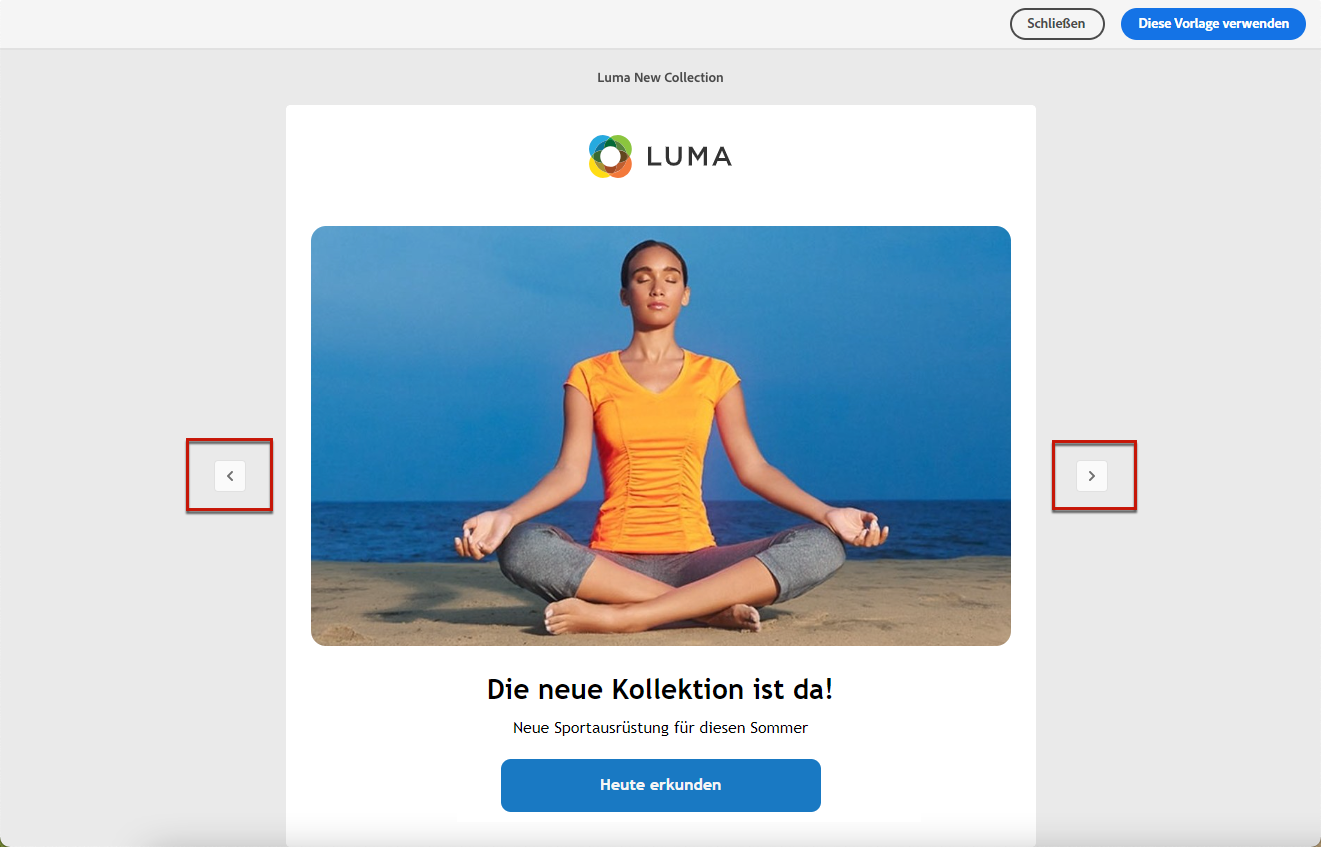 Schließen
Diese Vorlage verwenden
Luma New Collection
LUMA
Die neue Kollektion ist da!
Neue Sportausrüstung für diesen Sommer
Heute erkunden